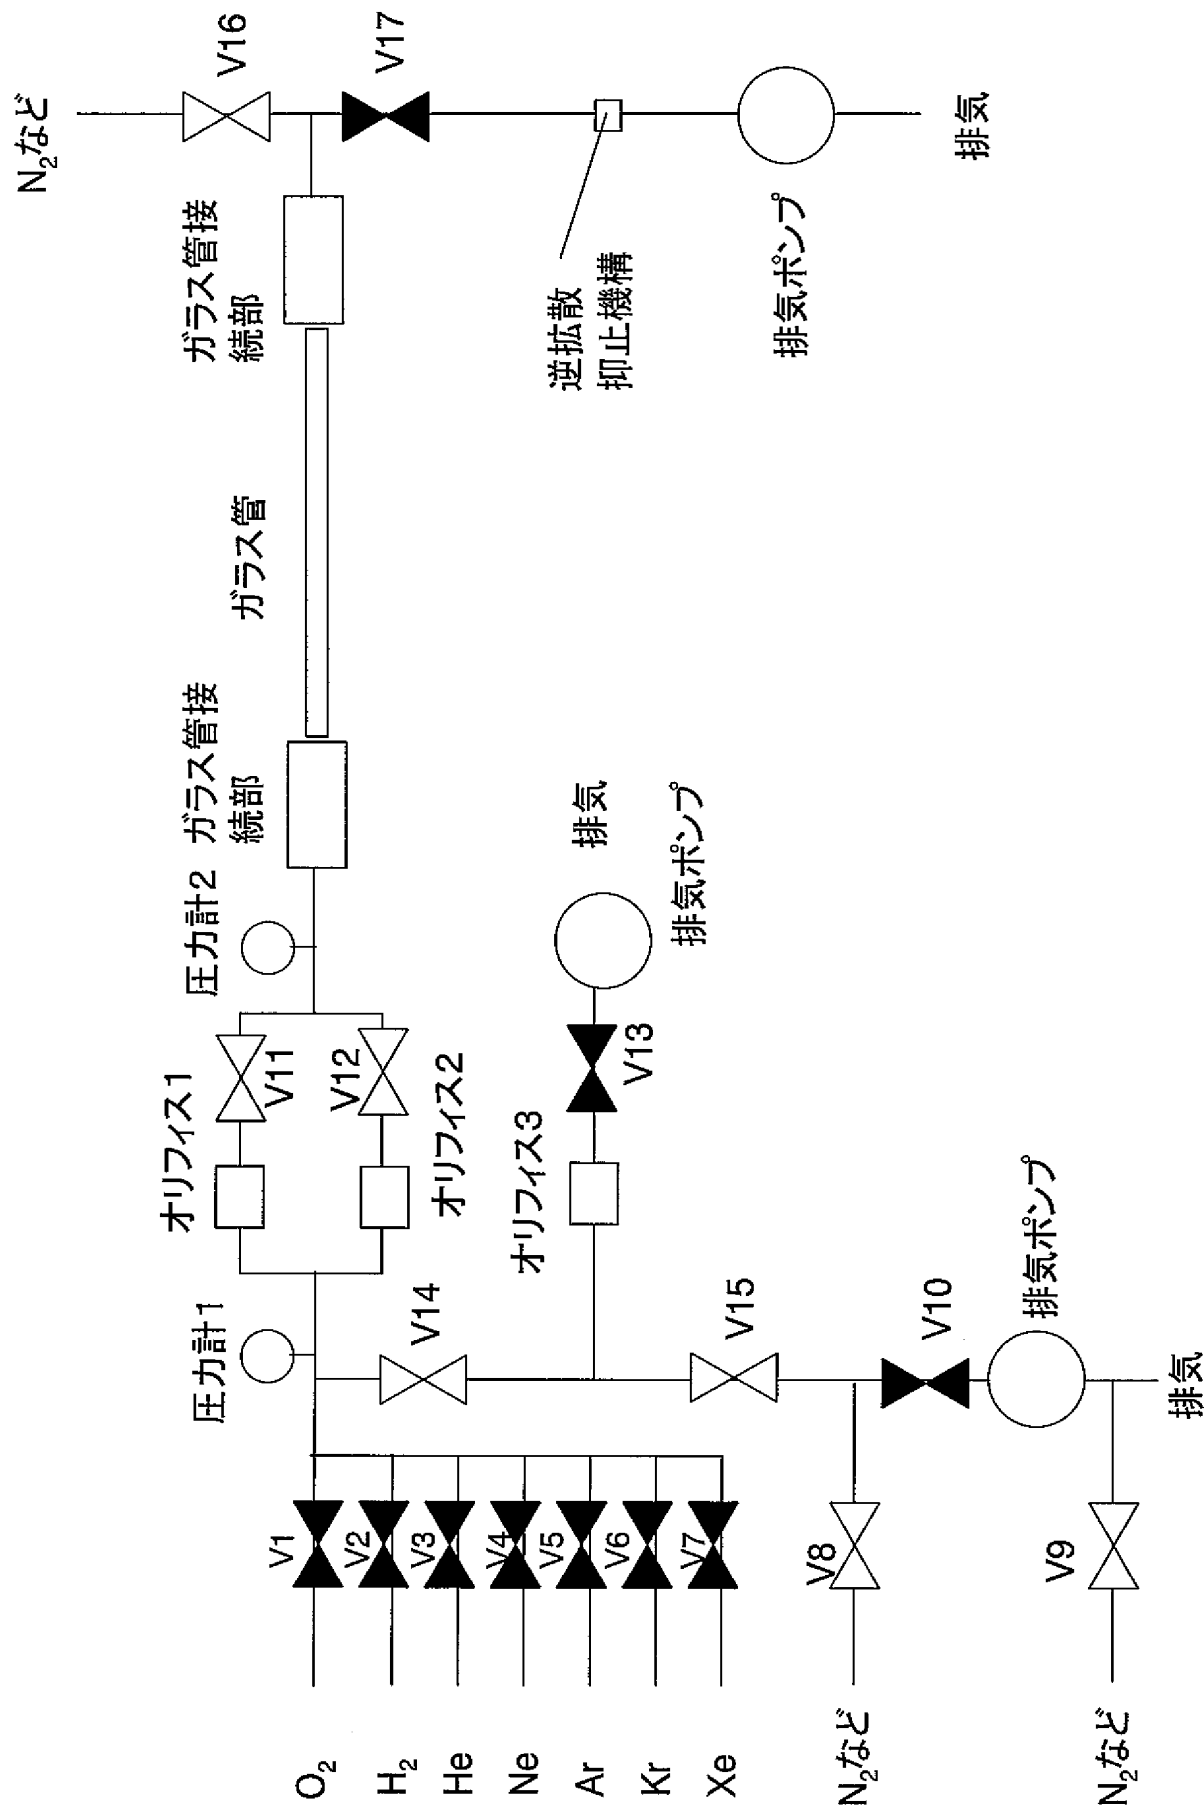 O2
H2
He
Ne
Ar
Kr
Xe
N2など
N2など
V1
V2
V3
V4
V5
V6
V7
V8
V9
圧力計1
V14
V15
V10
排気ポンプ
排気
オリフィス1
V11
V12
オリフィス2
オリフィス3
V13
排気
排気ポンプ
圧力計2
ガラス管接
続部
ガラス管
ガラス管接
続部
N2など
V16
V17
逆拡散
抑止機構
排気ポンプ
排気